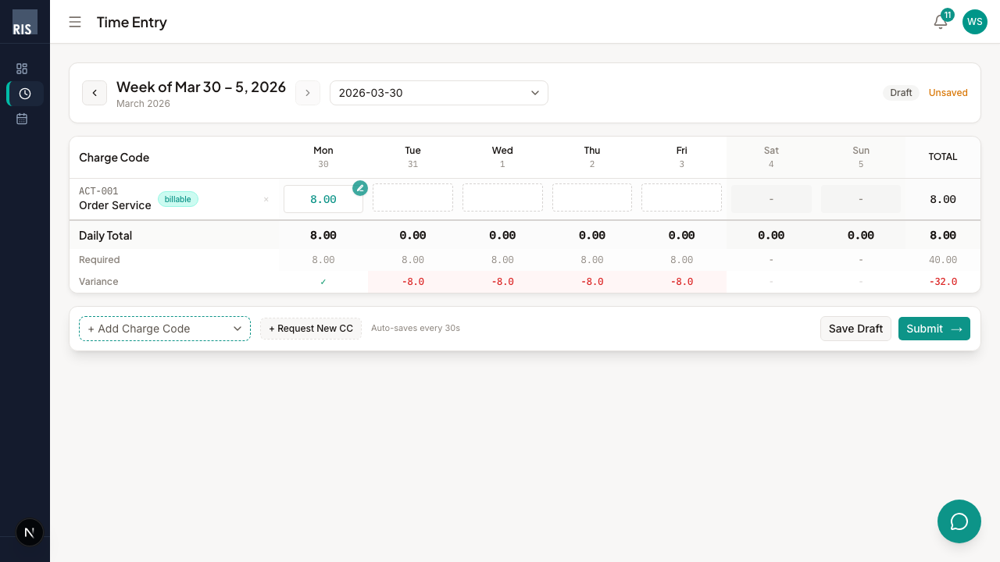 RIS
Time Entry
11
WS
Week of Mar 30 – 5, 2026
March 2026
2026-03-30
Draft
Unsaved
Charge Code Mon Tue Wed Thu Fri Sat Sun TOTAL
30 31 1 2 3 4 5
ACT-001
Order Service billable × 8.00 - - 8.00
Daily Total 8.00 0.00 0.00 0.00 0.00 0.00 0.00 8.00
Required 8.00 8.00 8.00 8.00 8.00 - - 40.00
Variance ✓ -8.0 -8.0 -8.0 -8.0 - - -32.0
+ Add Charge Code + Request New CC Auto-saves every 30s Save Draft Submit →
N